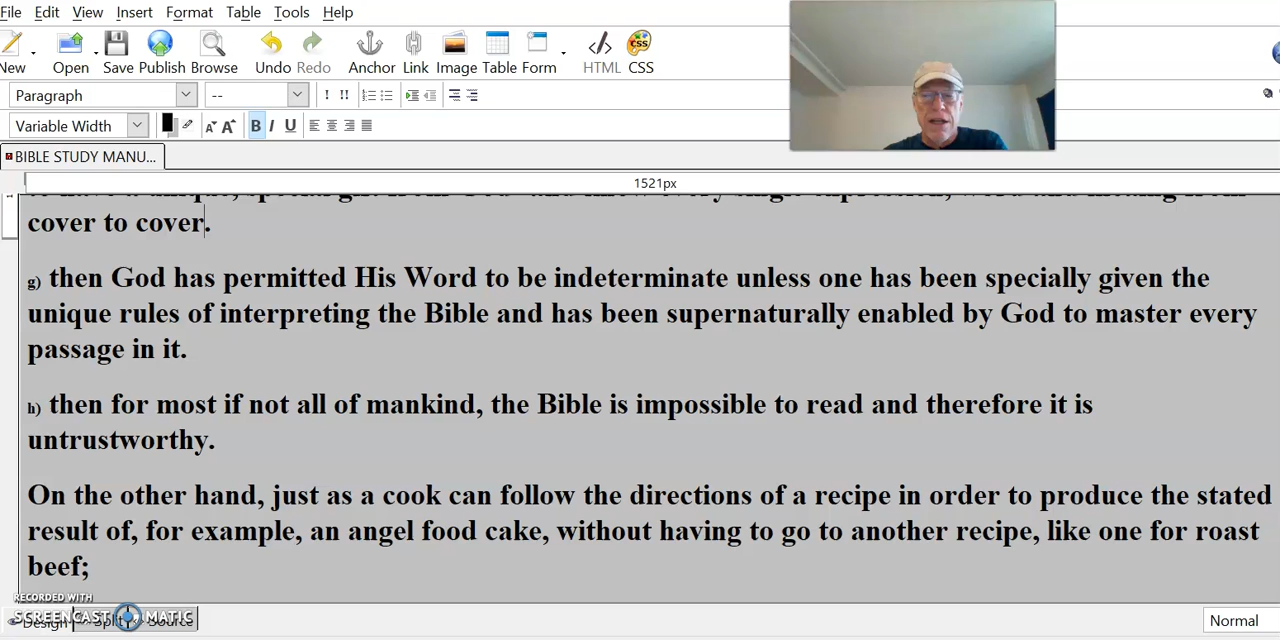 File Edit View Insert Format Table Tools Help
New Open Save Publish Browse Undo Redo Anchor Link Image Table Form HTML CSS
Paragraph --
Variable Width B I U
BIBLE STUDY MANU...
1521px
cover to cover.
g) then God has permitted His Word to be indeterminate unless one has been specially given the
unique rules of interpreting the Bible and has been supernaturally enabled by God to master every
passage in it.
h) then for most if not all of mankind, the Bible is impossible to read and therefore it is
untrustworthy.
On the other hand, just as a cook can follow the directions of a recipe in order to produce the stated
result of, for example, an angel food cake, without having to go to another recipe, like one for roast
beef;
RECORDED WITH
SCREENCAST MATIC
Design Split Source
Normal